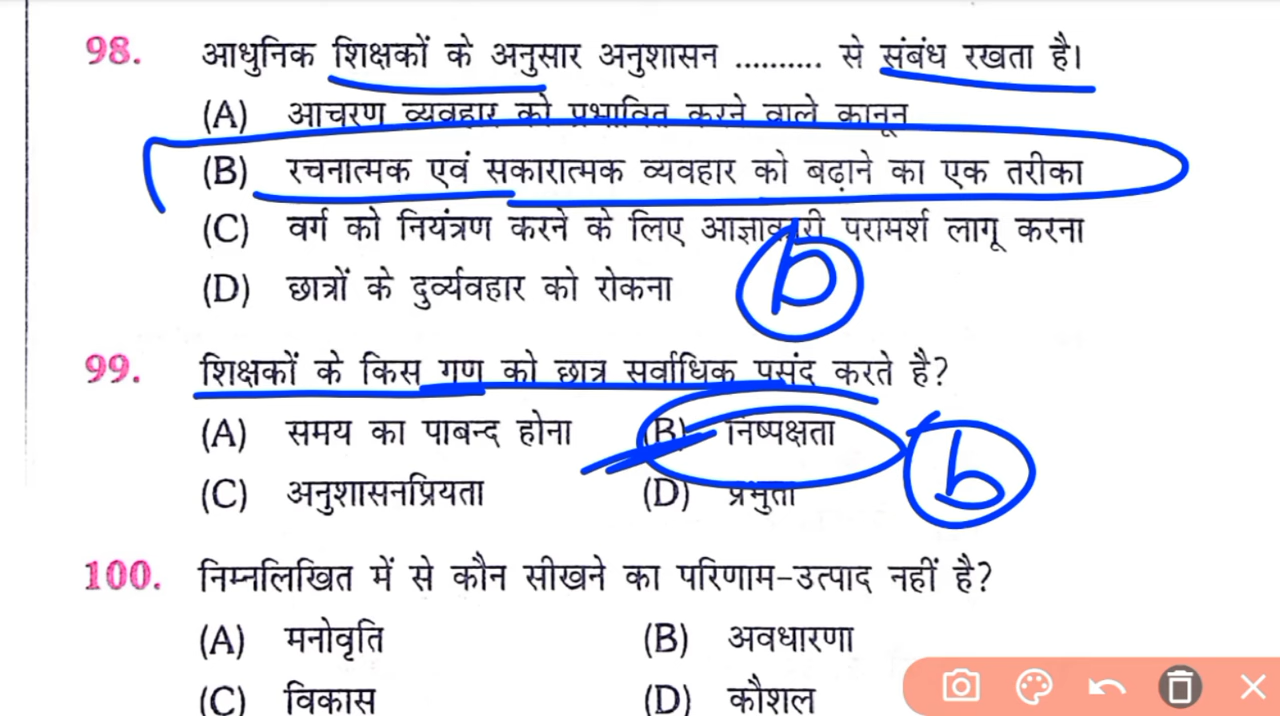 98. आधुनिक शिक्षकों के अनुसार अनुशासन .......... से संबंध रखता है।
(A) आचरण व्यवहार को प्रभावित करने वाले कानून
(B) रचनात्मक एवं सकारात्मक व्यवहार को बढ़ाने का एक तरीका
(C) वर्ग को नियंत्रण करने के लिए आज्ञाकारी परामर्श लागू करना
(D) छात्रों के दुर्व्यवहार को रोकना
b
99. शिक्षकों के किस गुण को छात्र सर्वाधिक पसंद करते है?
(A) समय का पाबन्द होना (B) निष्पक्षता
b
(C) अनुशासनप्रियता (D) प्रभुता
100. निम्नलिखित में से कौन सीखने का परिणाम-उत्पाद नहीं है?
(A) मनोवृति (B) अवधारणा
(C) विकास (D) कौशल